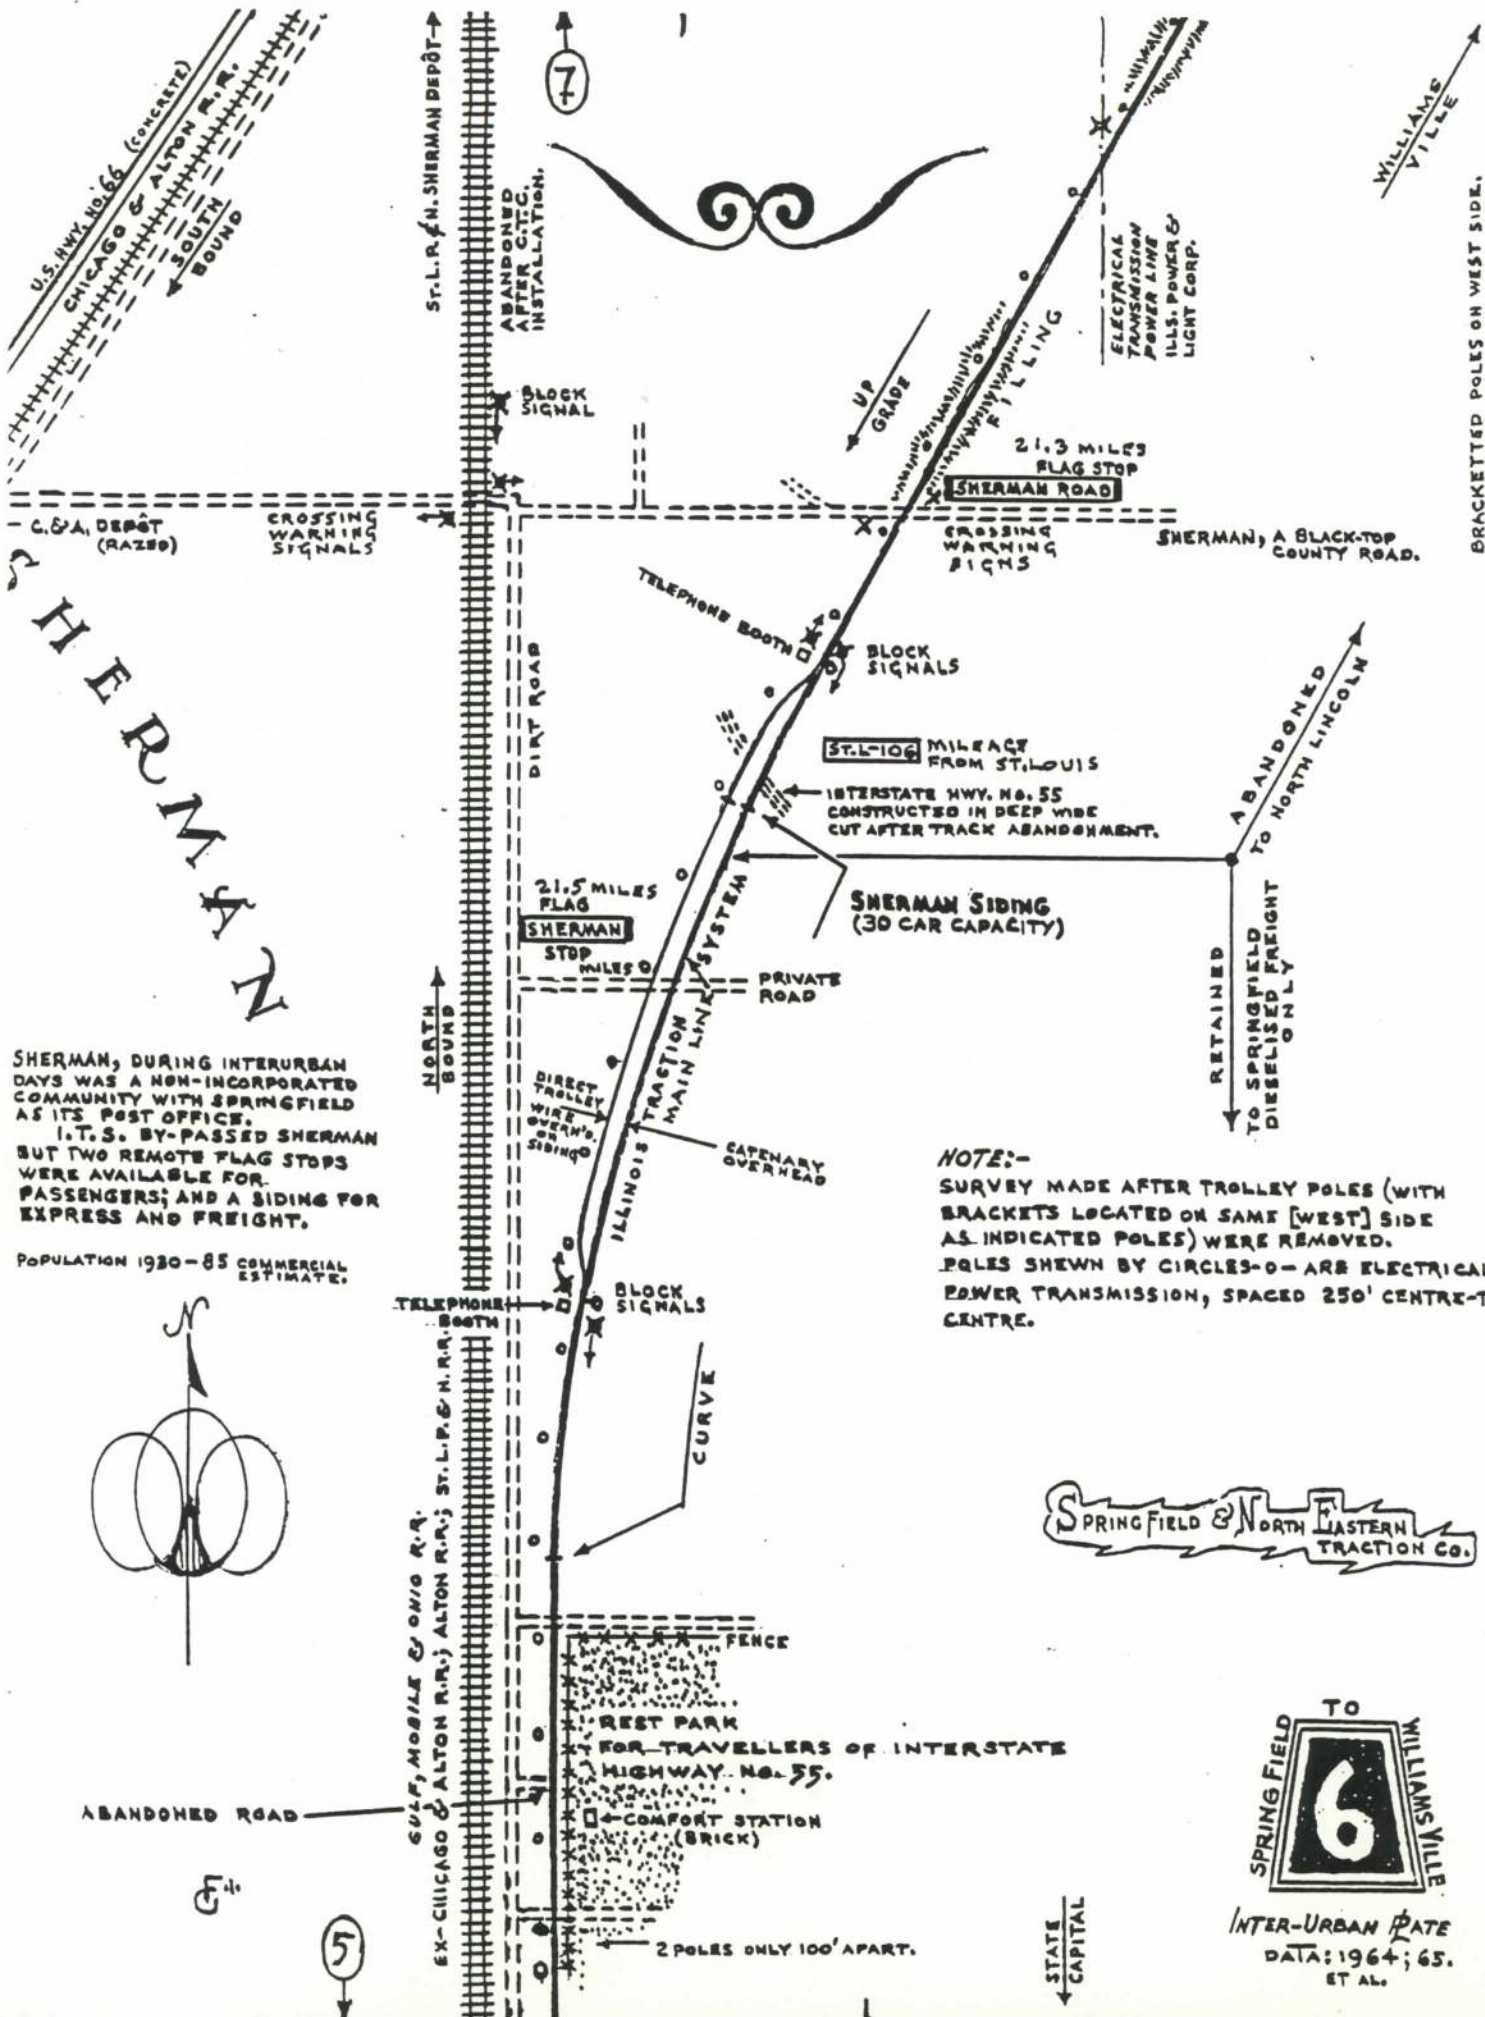 U.S. HWY. NO. 66 (CONCRETE)
CHICAGO & ALTON R.R.
SOUTH
BOUND
ST.L.P.& N. SHERMAN DEPÔT
7
ABANDONED
AFTER C.T.C.
INSTALLATION.
WILLIAMS
VILLE
BRACKETTED POLES ON WEST SIDE.
ELECTRICAL
TRANSMISSION
POWER LINE
ILLS. POWER &
LIGHT CORP.
BLOCK
SIGNAL
UP
GRADE
FILLING
21.3 MILES
FLAG STOP
SHERMAN ROAD
- C.&A. DEPÔT
(RAZED)
CROSSING
WARNING
SIGNALS
CROSSING
WARNING
SIGNS
SHERMAN, A BLACK-TOP
COUNTY ROAD.
SHERMAN
TELEPHONE BOOTH
BLOCK
SIGNALS
DIRT ROAD
ST.L-106 MILEAGE
FROM ST.LOUIS
INTERSTATE HWY. NO. 55
CONSTRUCTED IN DEEP WIDE
CUT AFTER TRACK ABANDONMENT.
ABANDONED
TO NORTH LINCOLN
21.5 MILES
FLAG
SHERMAN
STOP
MILES
SHERMAN SIDING
(30 CAR CAPACITY)
PRIVATE
ROAD
RETAINED
TO SPRINGFIELD
DIESELISED FREIGHT
ONLY
NORTH
BOUND
SHERMAN, DURING INTERURBAN
DAYS WAS A NON-INCORPORATED
COMMUNITY WITH SPRINGFIELD
AS ITS POST OFFICE.
I.T.S. BY-PASSED SHERMAN
BUT TWO REMOTE FLAG STOPS
WERE AVAILABLE FOR
PASSENGERS; AND A SIDING FOR
EXPRESS AND FREIGHT.
POPULATION 1930-85 COMMERCIAL
ESTIMATE.
DIRECT
TROLLEY
WIRE
OVERH'D.
ON
SIDING
ILLINOIS TRACTION SYSTEM
MAIN LINE
CATENARY
OVERHEAD
NOTE:-
SURVEY MADE AFTER TROLLEY POLES (WITH
BRACKETS LOCATED ON SAME [WEST] SIDE
AS INDICATED POLES) WERE REMOVED.
POLES SHEWN BY CIRCLES-O-ARE ELECTRICAL
POWER TRANSMISSION, SPACED 250' CENTRE-T
CENTRE.
TELEPHONE
BOOTH
BLOCK
SIGNALS
N
CURVE
SPRINGFIELD & NORTH EASTERN
TRACTION CO.
GULF, MOBILE & OHIO R.R.
EX-CHICAGO & ALTON R.R.; ALTON R.R.; ST.L.P.& N.R.R.
FENCE
REST PARK
FOR TRAVELLERS OF INTERSTATE
HIGHWAY NO. 55.
ABANDONED ROAD
COMFORT STATION
(BRICK)
5
2 POLES ONLY 100' APART.
STATE
CAPITAL
SPRINGFIELD
TO
WILLIAMSVILLE
6
INTER-URBAN PLATE
DATA: 1964; 65.
ET AL.